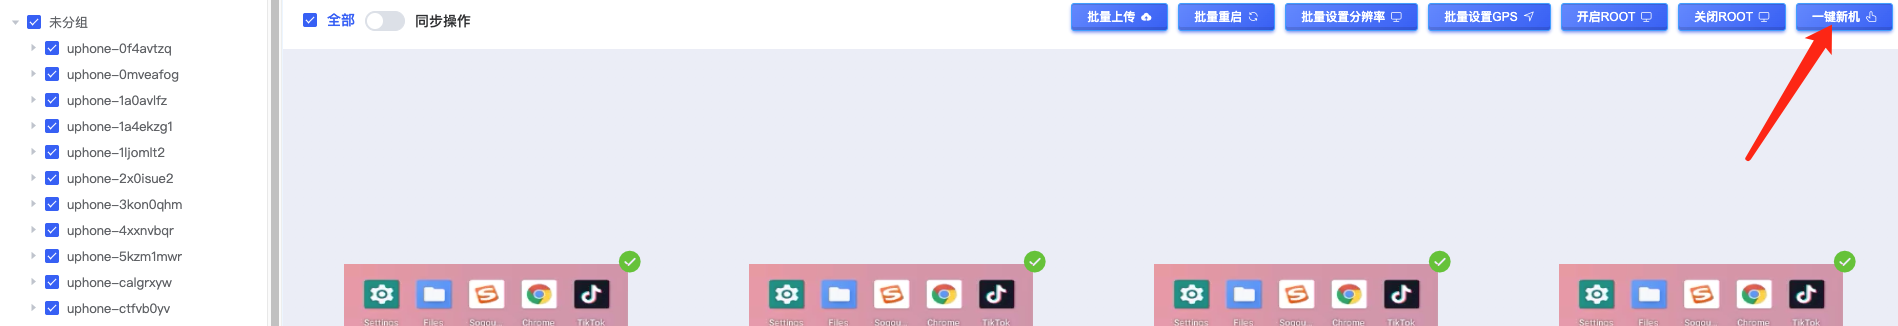 未分组
uphone-0f4avtzq
uphone-0mveafog
uphone-1a0avlfz
uphone-1a4ekzg1
uphone-1ljomlt2
uphone-2x0isue2
uphone-3kon0qhm
uphone-4xxnvbqr
uphone-5kzm1mwr
uphone-calgrxyw
uphone-ctfvb0yv
全部 同步操作 批量上传 批量重启 批量设置分辨率 批量设置GPS 开启ROOT 关闭ROOT 一键新机
Settings Files Sogou... Chrome TikTok
Settings Files Sogou... Chrome TikTok
Settings Files Sogou... Chrome TikTok
Settings Files Sogou... Chrome TikTok